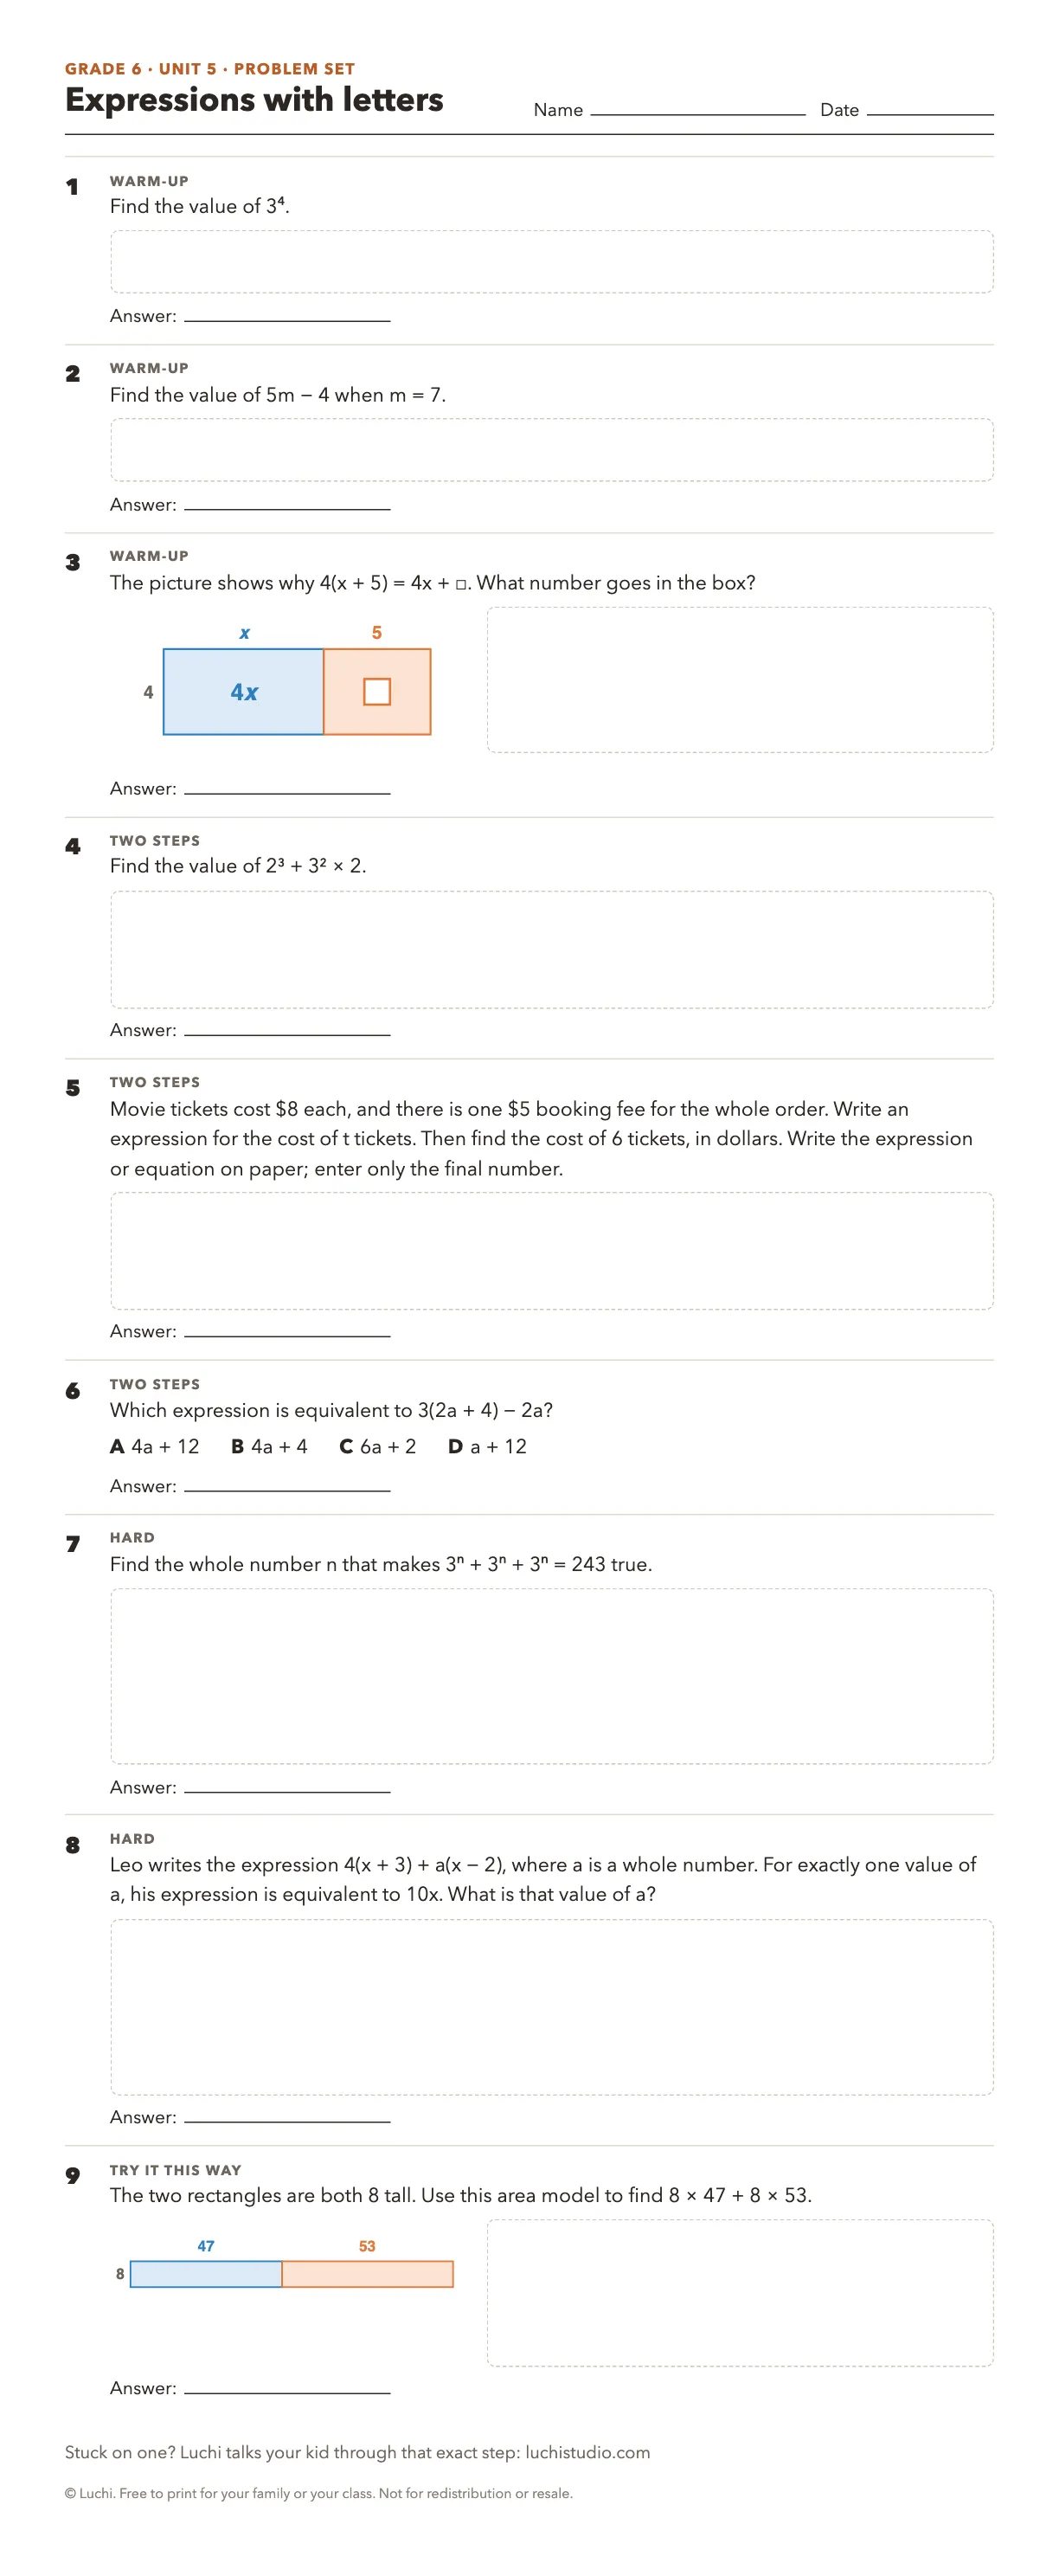 GRADE 6 · UNIT 5 · PROBLEM SET
Expressions with letters
Name
Date
1
WARM-UP
Find the value of 3⁴.
Answer:
2
WARM-UP
Find the value of 5m − 4 when m = 7.
Answer:
3
WARM-UP
The picture shows why 4(x + 5) = 4x + □. What number goes in the box?
x
5
4
4x
Answer:
4
TWO STEPS
Find the value of 2³ + 3² × 2.
Answer:
5
TWO STEPS
Movie tickets cost $8 each, and there is one $5 booking fee for the whole order. Write an
expression for the cost of t tickets. Then find the cost of 6 tickets, in dollars. Write the expression
or equation on paper; enter only the final number.
Answer:
6
TWO STEPS
Which expression is equivalent to 3(2a + 4) − 2a?
A 4a + 12 B 4a + 4 C 6a + 2 D a + 12
Answer:
7
HARD
Find the whole number n that makes 3ⁿ + 3ⁿ + 3ⁿ = 243 true.
Answer:
8
HARD
Leo writes the expression 4(x + 3) + a(x − 2), where a is a whole number. For exactly one value of
a, his expression is equivalent to 10x. What is that value of a?
Answer:
9
TRY IT THIS WAY
The two rectangles are both 8 tall. Use this area model to find 8 × 47 + 8 × 53.
47
53
8
Answer:
Stuck on one? Luchi talks your kid through that exact step: luchistudio.com
© Luchi. Free to print for your family or your class. Not for redistribution or resale.